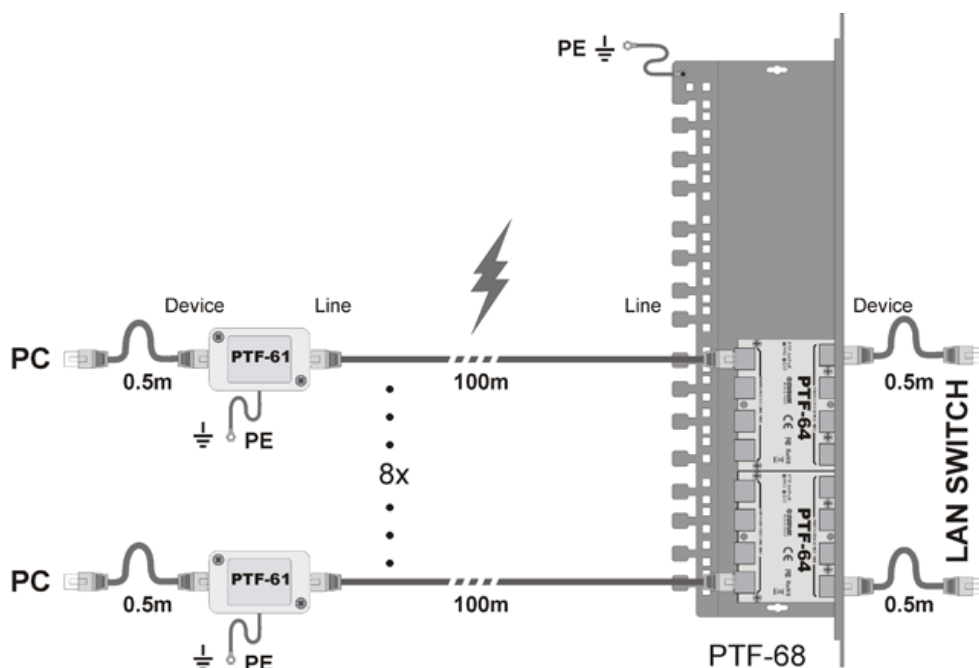 PE
Device
Line
Line
Device
PC
PTF-61
0.5m
100m
0.5m
PE
8x
PTF-64
CE
PTF-64
CE
LAN SWITCH
PC
PTF-61
0.5m
100m
0.5m
PE
PTF-68